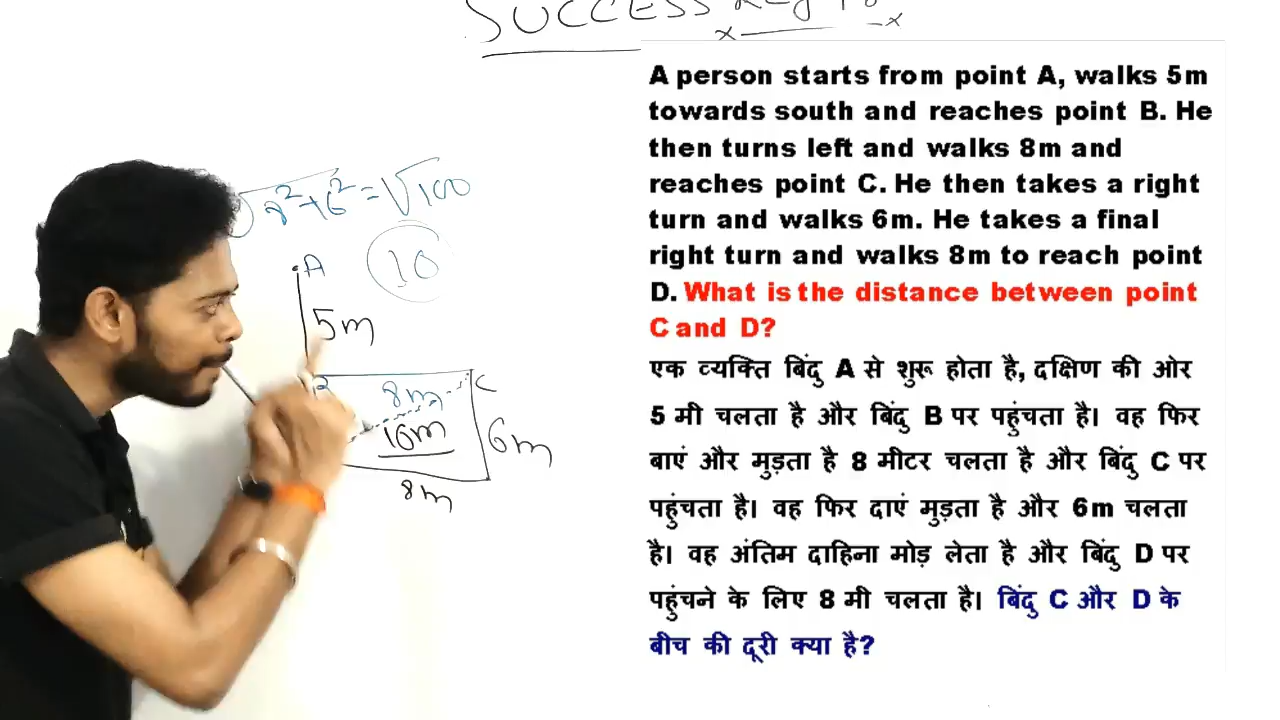 SUCCESS
A person starts from point A, walks 5m
towards south and reaches point B. He
then turns left and walks 8m and
reaches point C. He then takes a right
turn and walks 6m. He takes a final
right turn and walks 8m to reach point
D. What is the distance between point
C and D?
एक व्यक्ति बिंदु A से शुरू होता है, दक्षिण की ओर
5 मी चलता है और बिंदु B पर पहुंचता है। वह फिर
बाएं और मुड़ता है 8 मीटर चलता है और बिंदु C पर
पहुंचता है। वह फिर दाएं मुड़ता है और 6m चलता
है। वह अंतिम दाहिना मोड़ लेता है और बिंदु D पर
पहुंचने के लिए 8 मी चलता है। बिंदु C और D के
बीच की दूरी क्या है?
√8²+6² = √100
10
A
5m
8m
C
10m
6m
8m